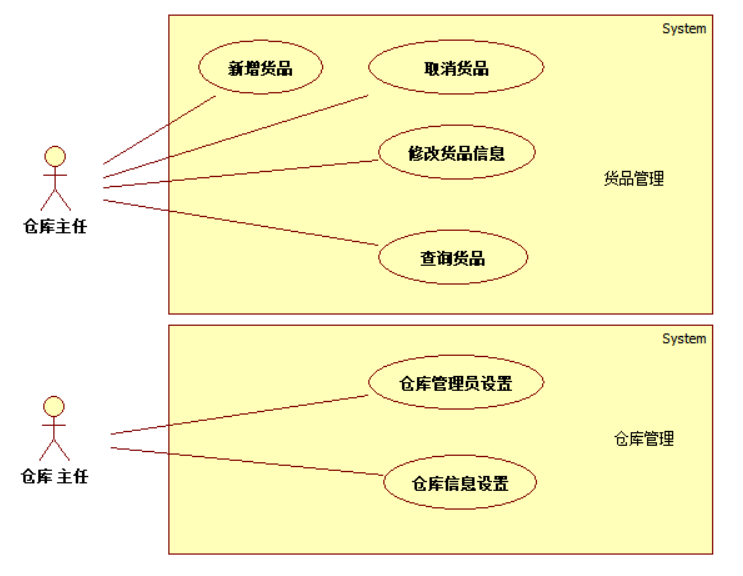 System
新增货品
取消货品
修改货品信息
货品管理
仓库主任
查询货品
System
仓库管理员设置
仓库管理
仓库 主任
仓库信息设置